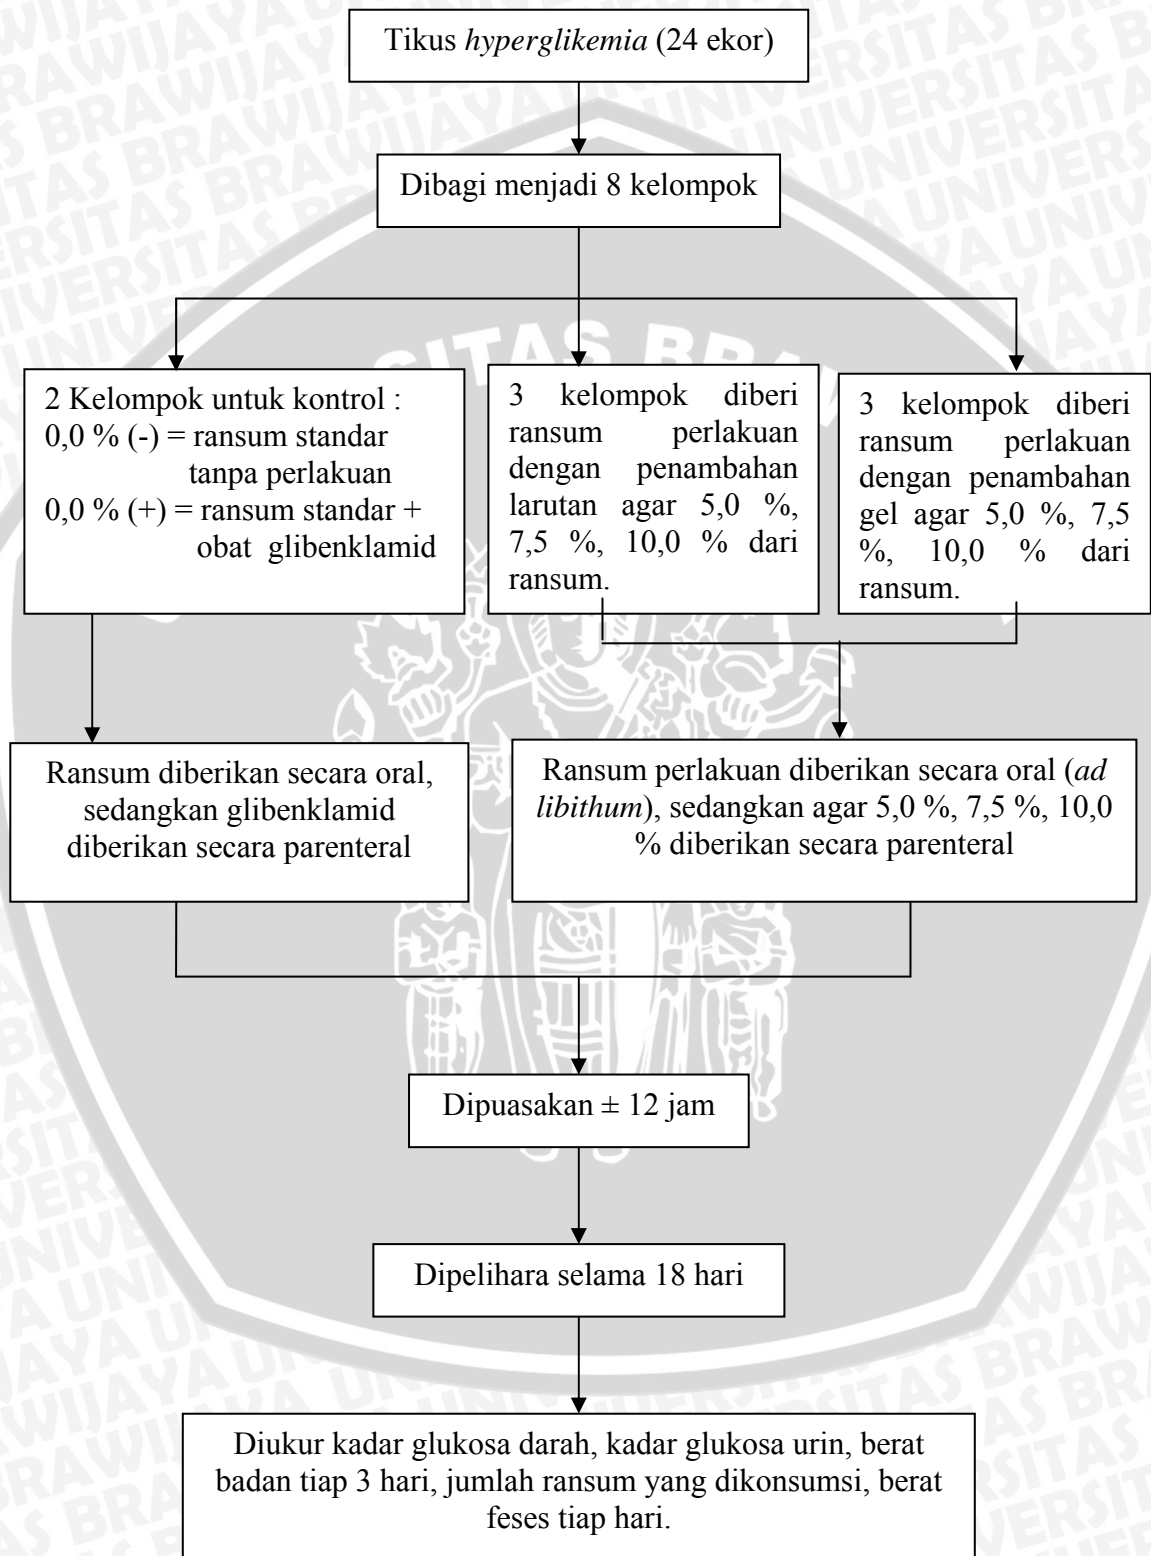 Tikus hyperglikemia (24 ekor)
Dibagi menjadi 8 kelompok
2 Kelompok untuk kontrol :
0,0 % (-) = ransum standar
tanpa perlakuan
0,0 % (+) = ransum standar +
obat glibenklamid
3 kelompok diberi
ransum perlakuan
dengan penambahan
larutan agar 5,0 %,
7,5 %, 10,0 % dari
ransum.
3 kelompok diberi
ransum perlakuan
dengan penambahan
gel agar 5,0 %, 7,5
%, 10,0 % dari
ransum.
Ransum diberikan secara oral,
sedangkan glibenklamid
diberikan secara parenteral
Ransum perlakuan diberikan secara oral (ad
libithum), sedangkan agar 5,0 %, 7,5 %, 10,0
% diberikan secara parenteral
Dipuasakan ± 12 jam
Dipelihara selama 18 hari
Diukur kadar glukosa darah, kadar glukosa urin, berat
badan tiap 3 hari, jumlah ransum yang dikonsumsi, berat
feses tiap hari.